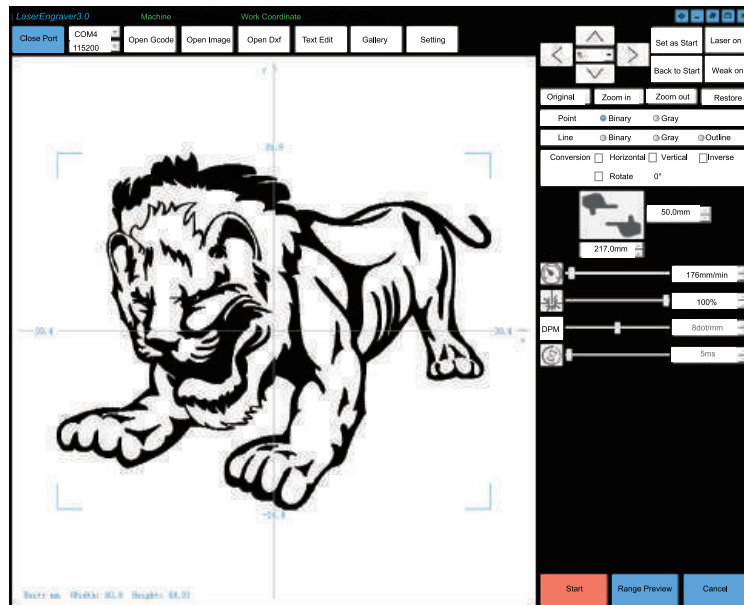 LaserEngraver3.0 Machine Work Coordinate
Close Port COM4 Open Gcode Open Image Open Dxf Text Edit Gallery Setting
115200
Set as Start Laser on
Back to Start Weak on
Original Zoom in Zoom out Restore
Point Binary Gray
Line Binary Gray Outline
Conversion Horizontal Vertical Inverse
Rotate 0°
50.0mm
217.0mm
176mm/min
100%
DPM 8dot/mm
5ms
Y
Unit: mm
Start Range Preview Cancel